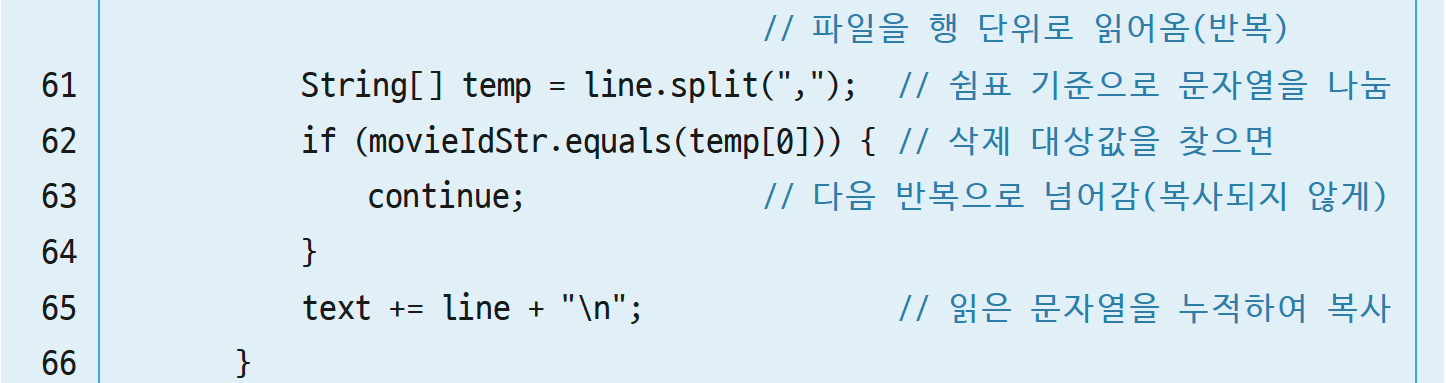 // 파일을 행 단위로 읽어옴(반복)
61 String[] temp = line.split(","); // 쉼표 기준으로 문자열을 나눔
62 if (movieIdStr.equals(temp[0])) { // 삭제 대상값을 찾으면
63 continue; // 다음 반복으로 넘어감(복사되지 않게)
64 }
65 text += line + "\n"; // 읽은 문자열을 누적하여 복사
66 }